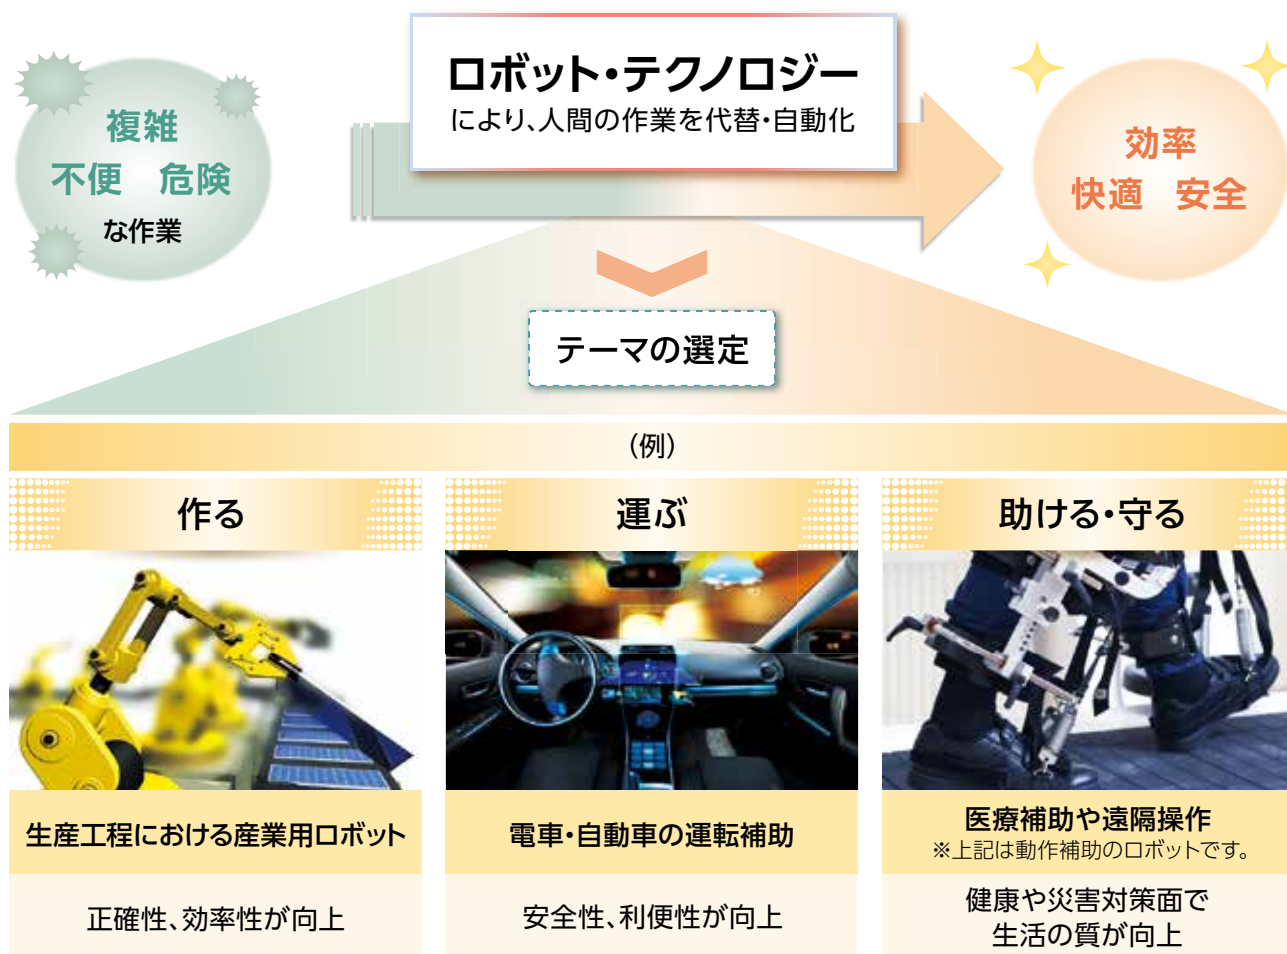 ロボット・テクノロジー
により、人間の作業を代替・自動化
複雑
不便　危険
な作業
効率
快適　安全
テーマの選定
（例）
作る
運ぶ
助ける・守る
生産工程における産業用ロボット
電車・自動車の運転補助
医療補助や遠隔操作
※上記は動作補助のロボットです。
正確性、効率性が向上
安全性、利便性が向上
健康や災害対策面で
生活の質が向上